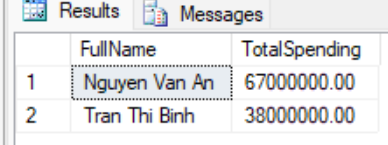 Results Messages
FullName TotalSpending
1 Nguyen Van An 67000000.00
2 Tran Thi Binh 38000000.00